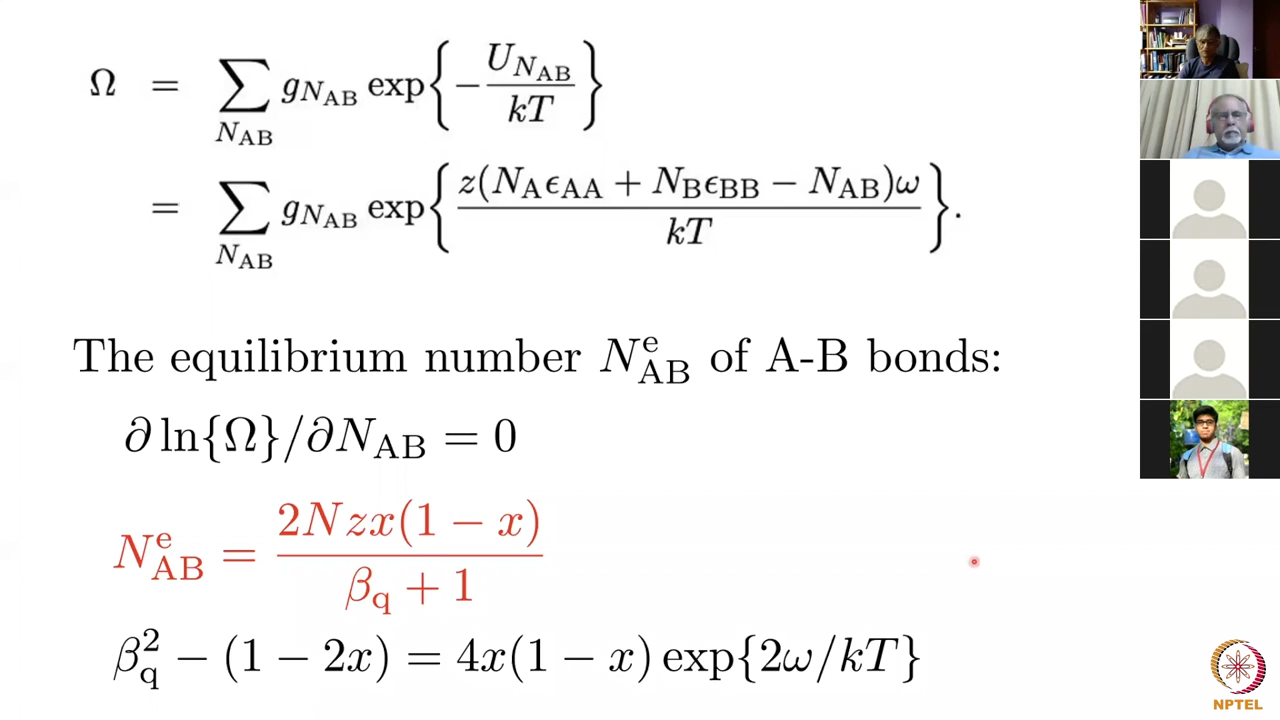 Ω = ∑_{N_AB} g_{N_AB} exp{ − U_{N_AB} / kT }
= ∑_{N_AB} g_{N_AB} exp{ z(N_A ϵ_AA + N_B ϵ_BB − N_AB)ω / kT }.
The equilibrium number N^e_AB of A-B bonds:
∂ ln{Ω}/∂N_AB = 0
N^e_AB = 2Nzx(1 − x) / β_q + 1
β_q^2 − (1 − 2x) = 4x(1 − x) exp{2ω/kT}
NPTEL